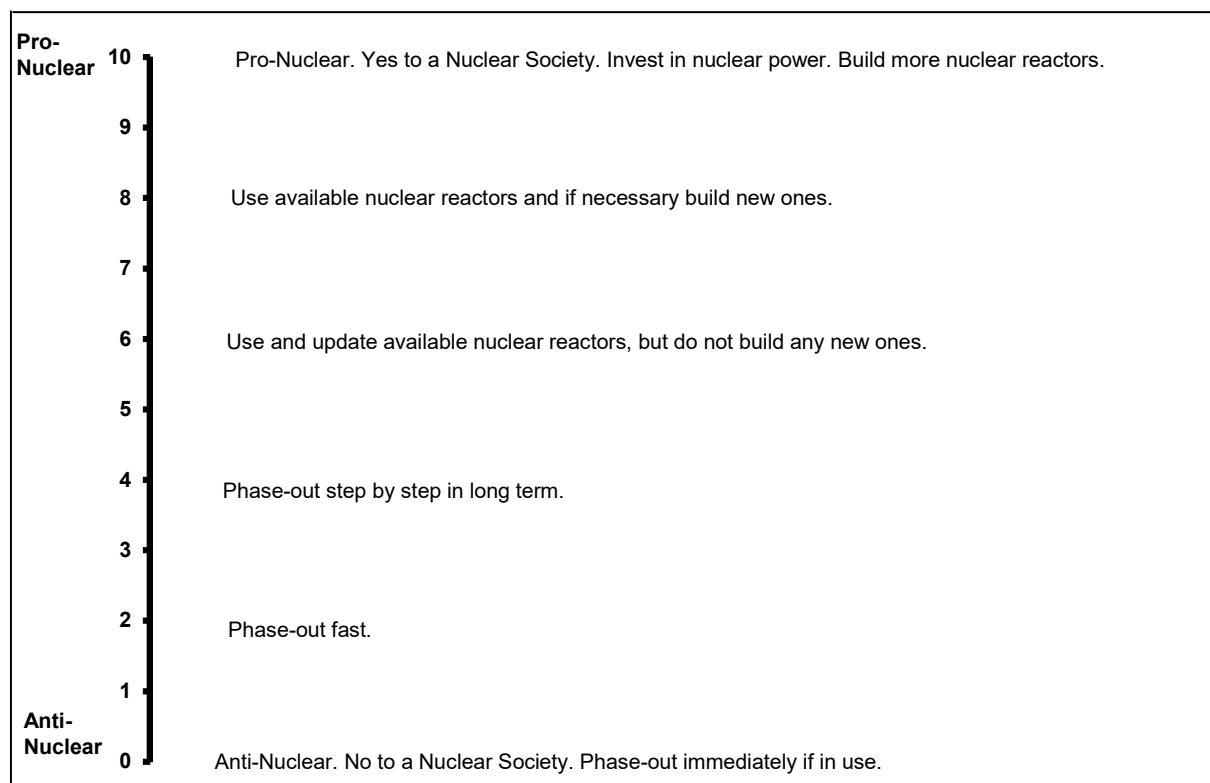 Pro-
Nuclear
10 Pro-Nuclear. Yes to a Nuclear Society. Invest in nuclear power. Build more nuclear reactors.
9
8 Use available nuclear reactors and if necessary build new ones.
7
6 Use and update available nuclear reactors, but do not build any new ones.
5
4 Phase-out step by step in long term.
3
2 Phase-out fast.
1
Anti-
Nuclear
0 Anti-Nuclear. No to a Nuclear Society. Phase-out immediately if in use.